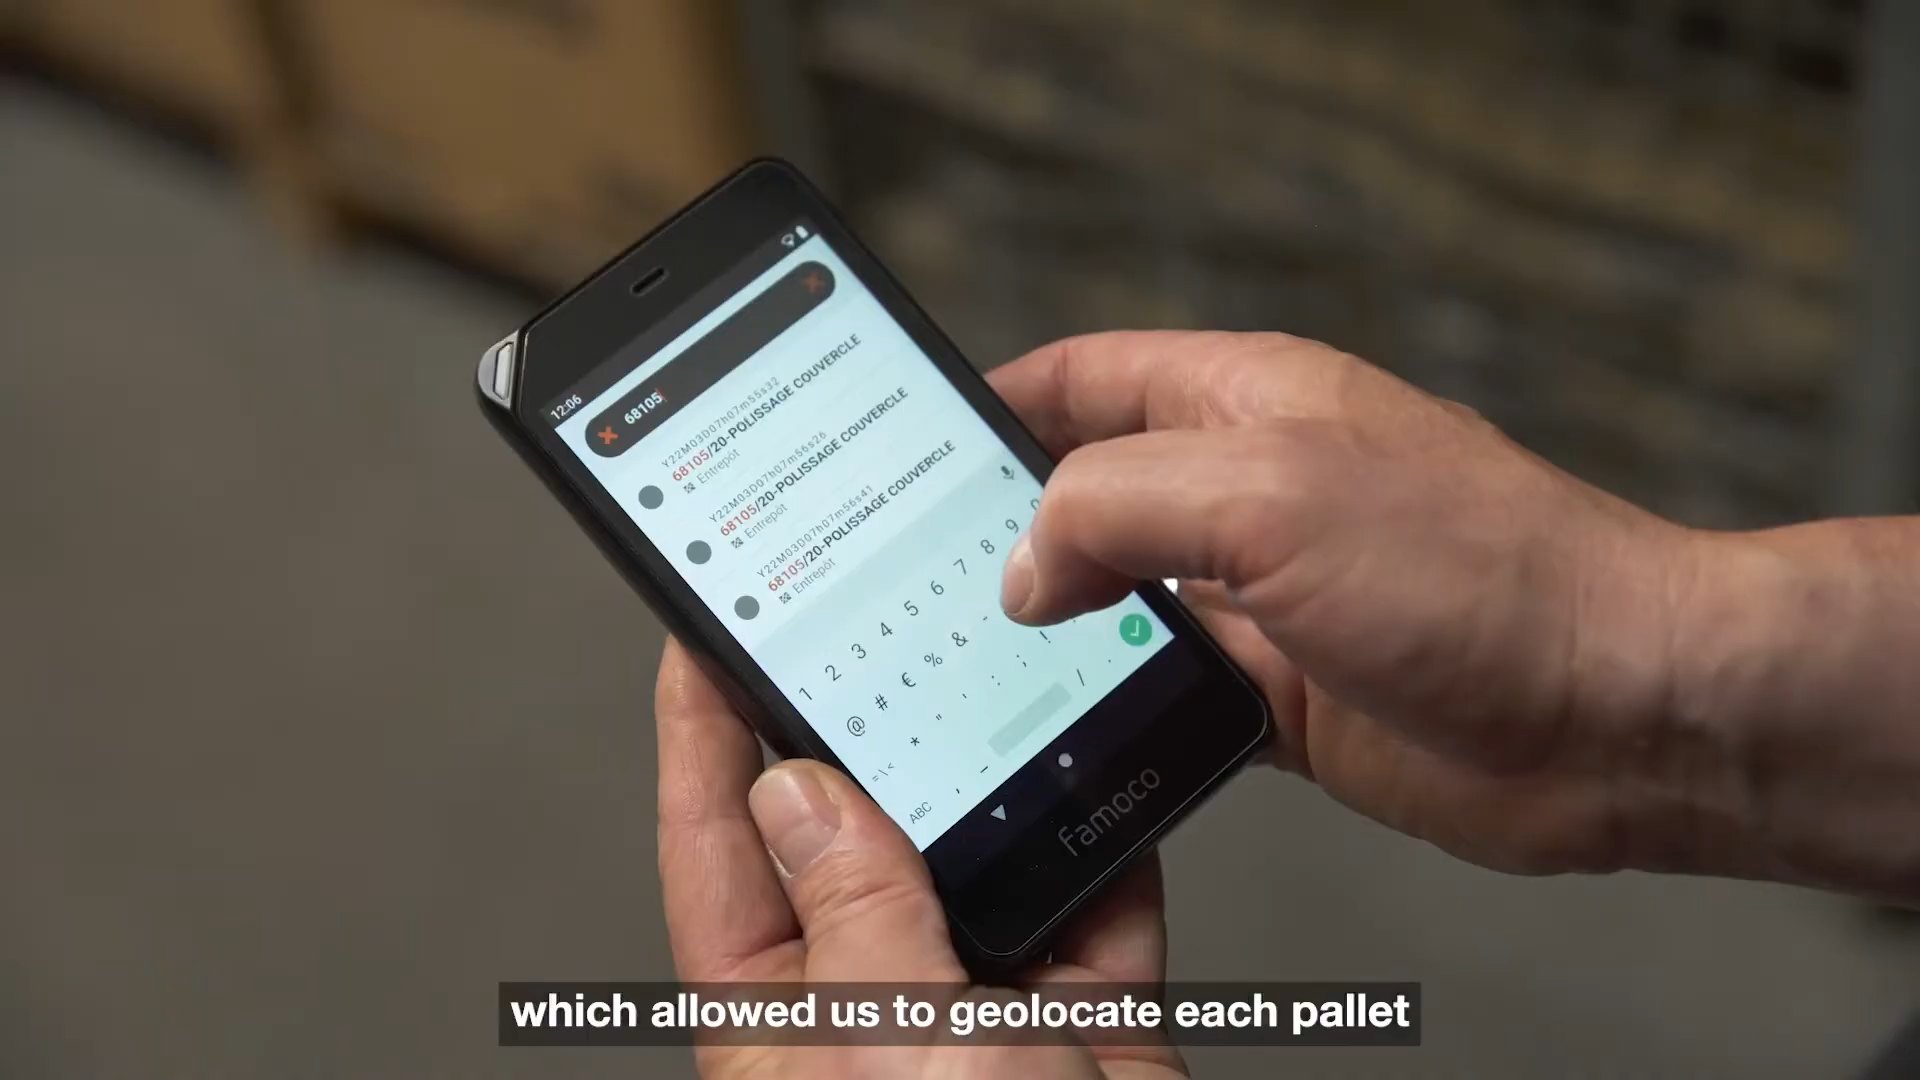 12:06
68105
Y22M03D07h07m55s32
68105/20-POLISSAGE COUVERCLE
Entrepôt
Y22M03D07h07m56s26
68105/20-POLISSAGE COUVERCLE
Entrepôt
Y22M03D07h07m56s41
68105/20-POLISSAGE COUVERCLE
Entrepôt
1 2 3 4 5 6 7 8 9
@ # € % & -
=\< * " ' : ; !
ABC , _ / .
Famoco
which allowed us to geolocate each pallet